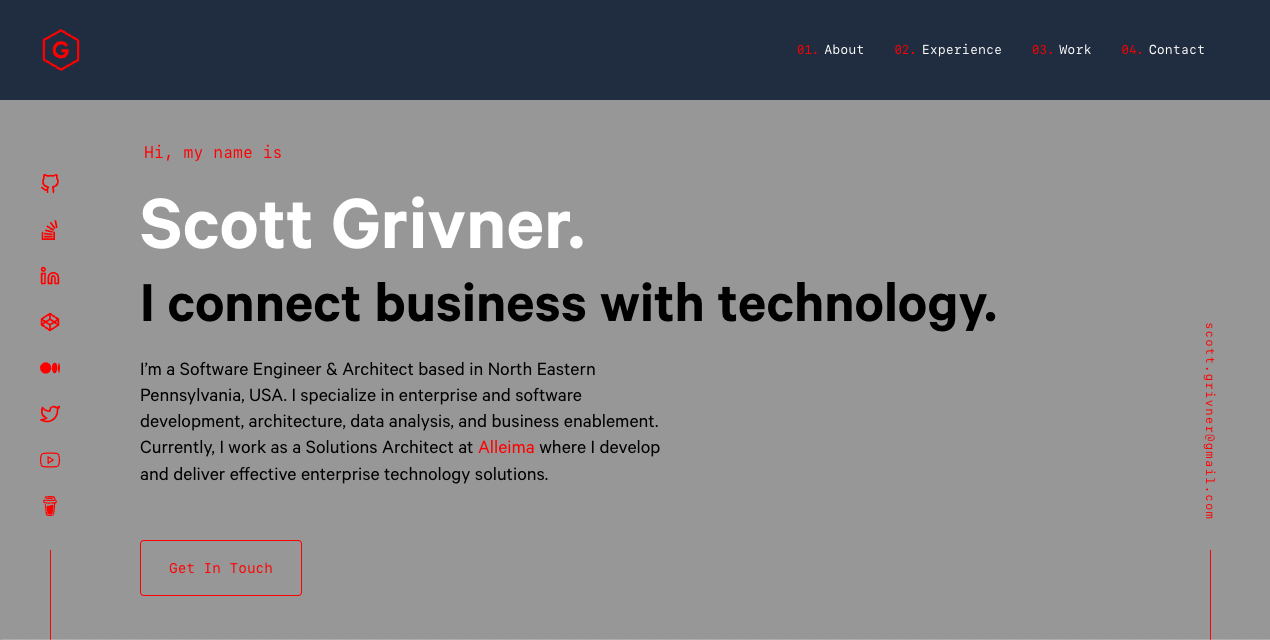 G
01. About 02. Experience 03. Work 04. Contact
Hi, my name is
Scott Grivner.
I connect business with technology.
I'm a Software Engineer & Architect based in North Eastern
Pennsylvania, USA. I specialize in enterprise and software
development, architecture, data analysis, and business enablement.
Currently, I work as a Solutions Architect at Alleima where I develop
and deliver effective enterprise technology solutions.
Get In Touch
scott.grivner@gmail.com